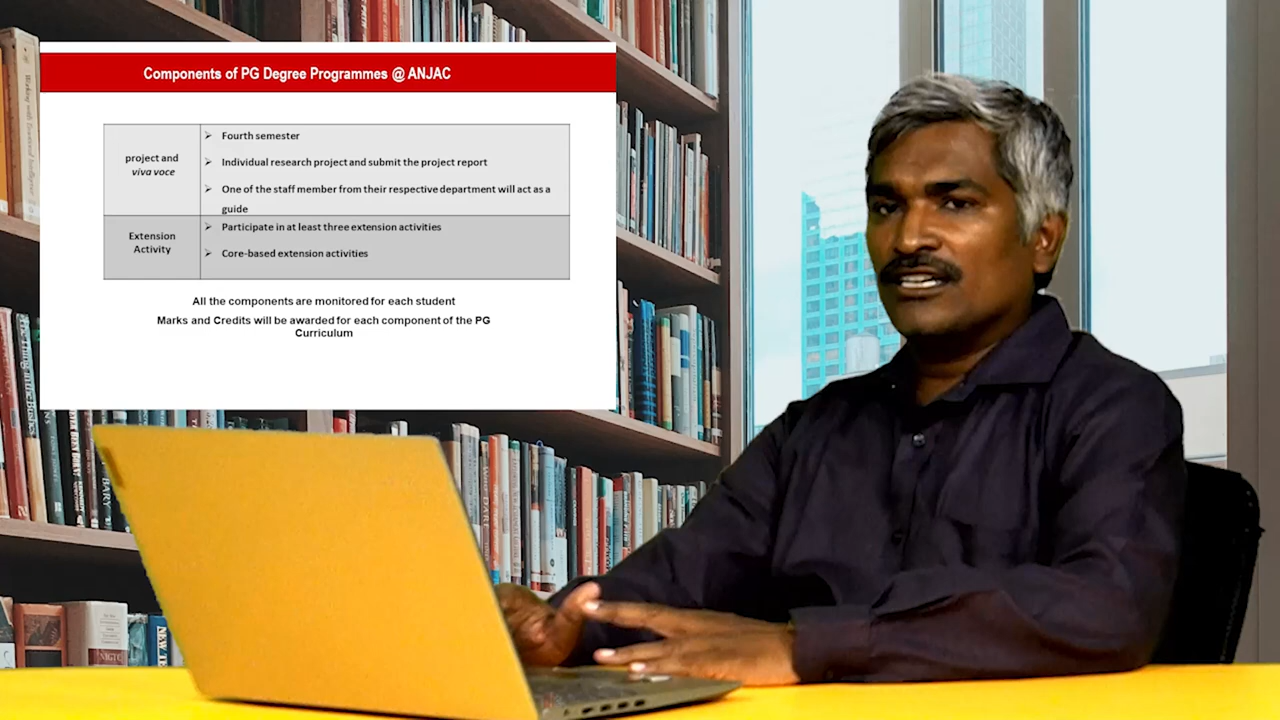 Components of PG Degree Programmes @ ANJAC
project and
viva voce
➢ Fourth semester
➢ Individual research project and submit the project report
➢ One of the staff member from their respective department will act as a
guide
Extension
Activity
➢ Participate in at least three extension activities
➢ Core-based extension activities
All the components are monitored for each student
Marks and Credits will be awarded for each component of the PG
Curriculum